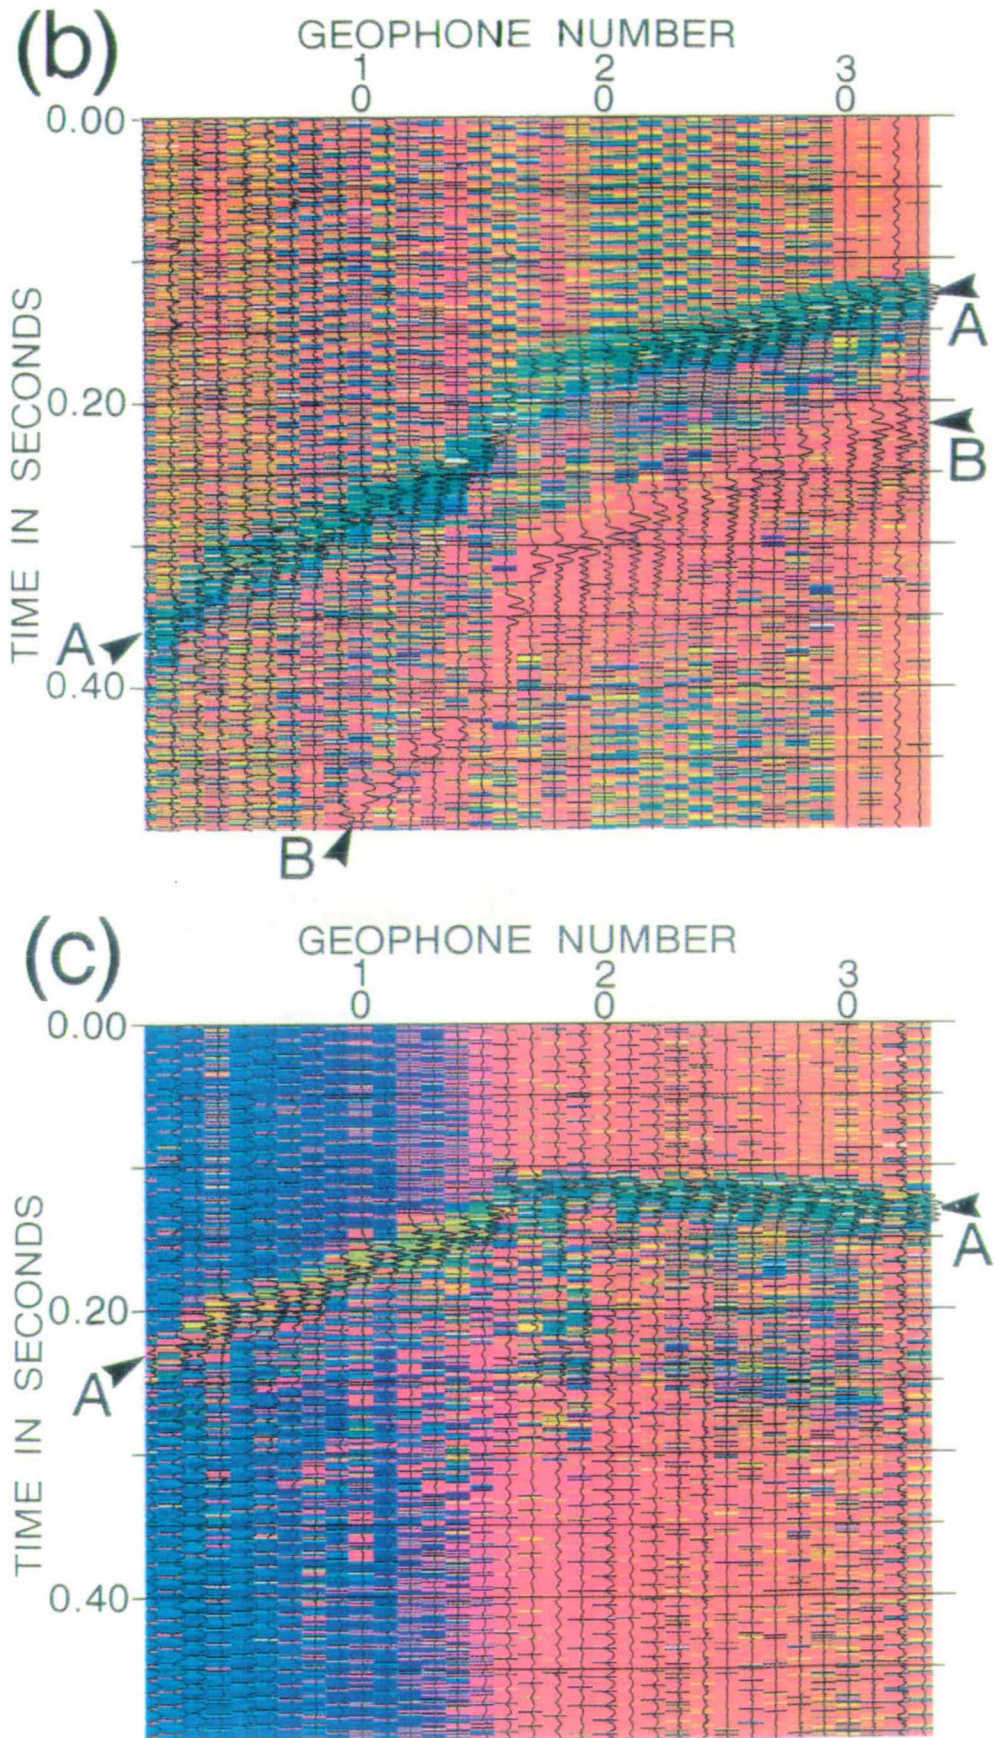 (b)
GEOPHONE NUMBER
1 2 3
0 0 0
0.00
0.20
0.40
TIME IN SECONDS
A
B
A
B
(c)
GEOPHONE NUMBER
1 2 3
0 0 0
0.00
0.20
0.40
TIME IN SECONDS
A
A